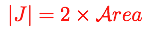 |J| = 2 × Area